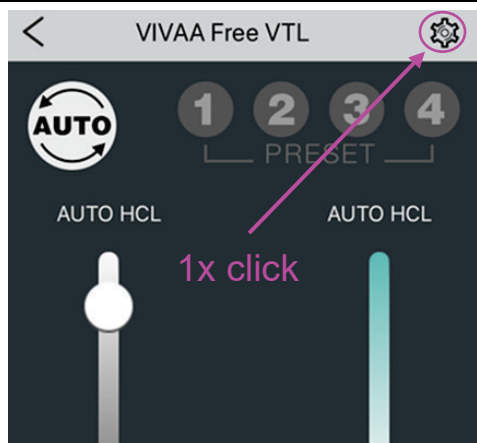 VIVAA Free VTL
AUTO
1 2 3 4
PRESET
AUTO HCL AUTO HCL
1x click